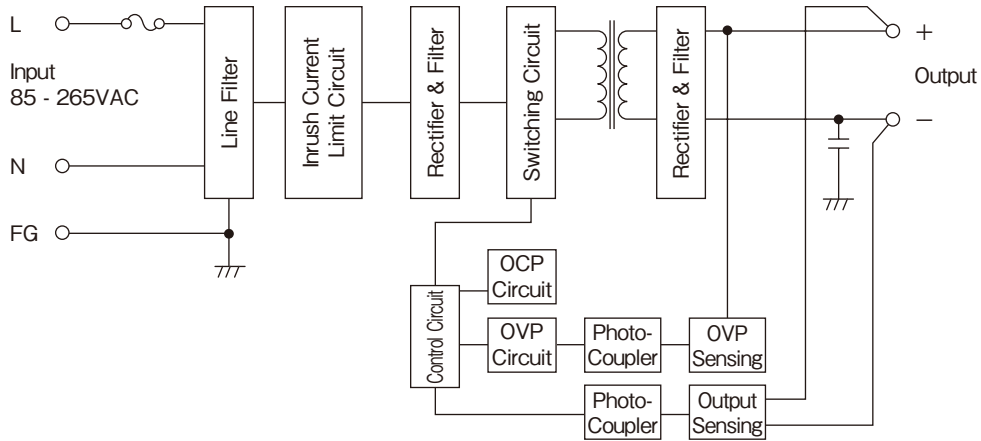 L
Input
85 - 265VAC
N
FG
Line Filter
Inrush Current
Limit Circuit
Rectifier & Filter
Switching Circuit
Rectifier & Filter
+
Output
−
Control Circuit
OCP
Circuit
OVP
Circuit
Photo-
Coupler
OVP
Sensing
Photo-
Coupler
Output
Sensing